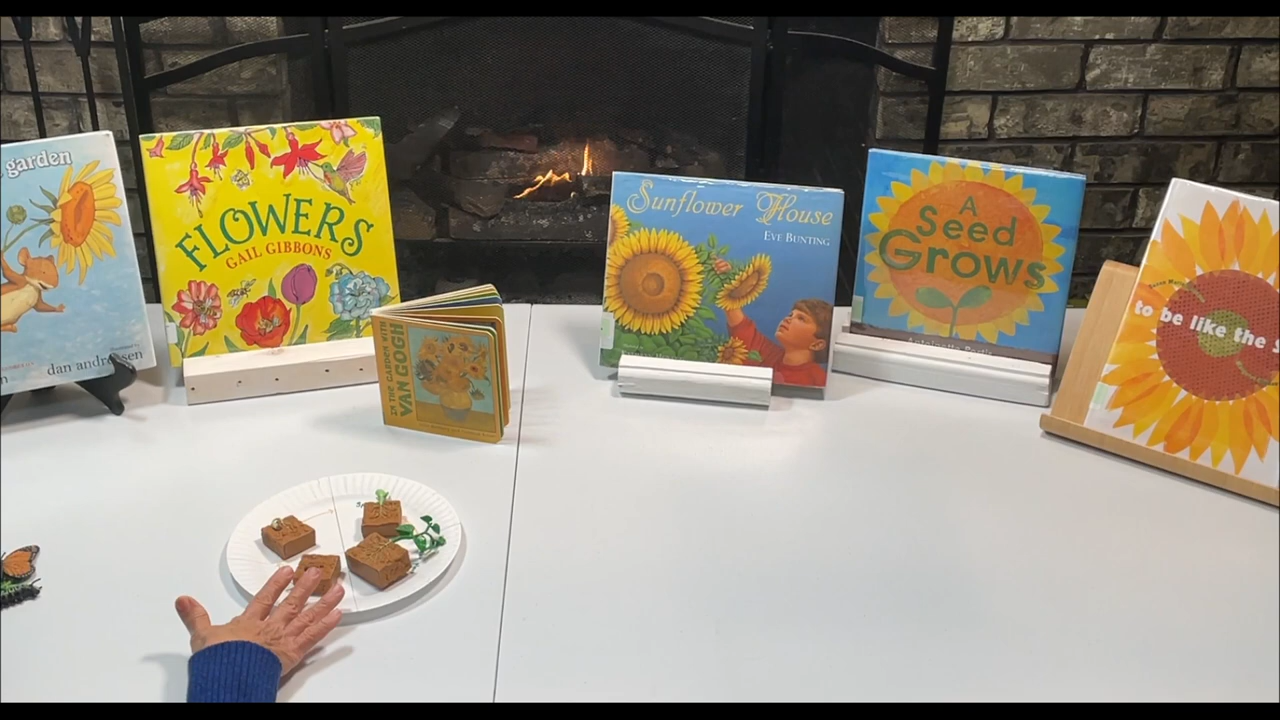 garden
dan andreasen
FLOWERS
GAIL GIBBONS
IN THE GARDEN WITH
VAN GOGH
Sunflower House
EVE BUNTING
A
Seed
Grows
to be like the